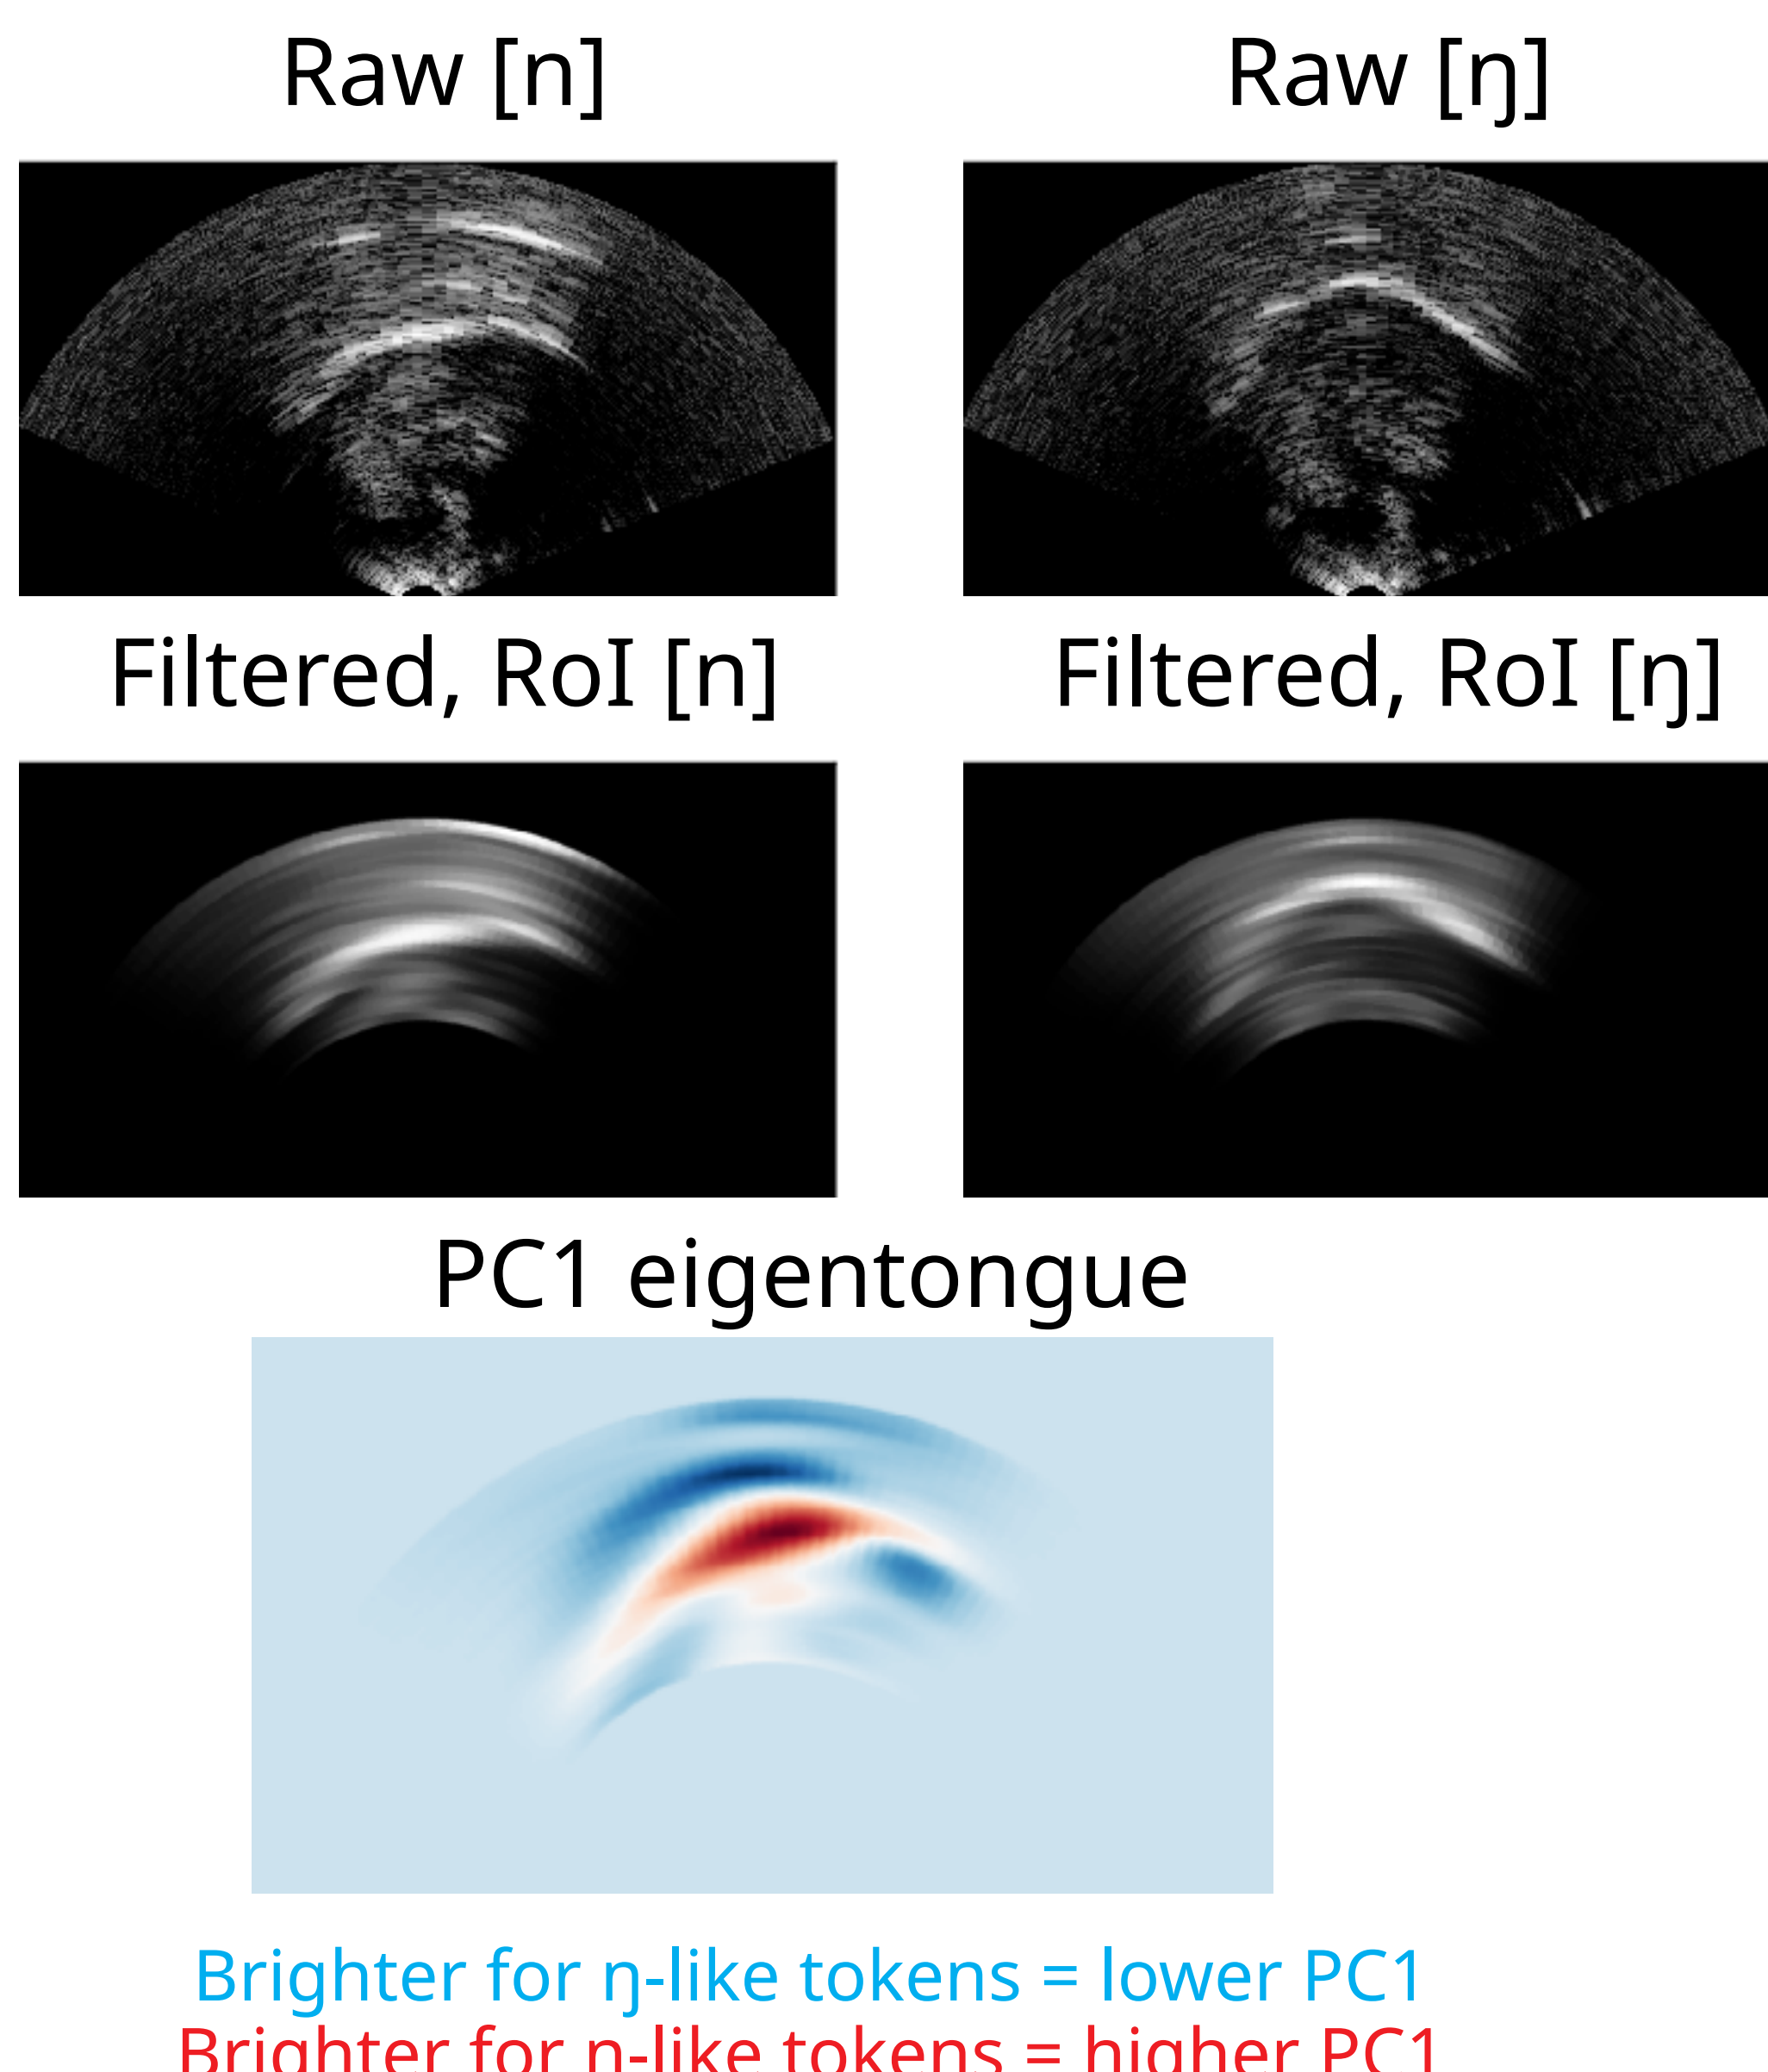 Raw [n]
Raw [ŋ]
Filtered, RoI [n]
Filtered, RoI [ŋ]
PC1 eigentongue
Brighter for ŋ-like tokens = lower PC1
Brighter for n-like tokens = higher PC1